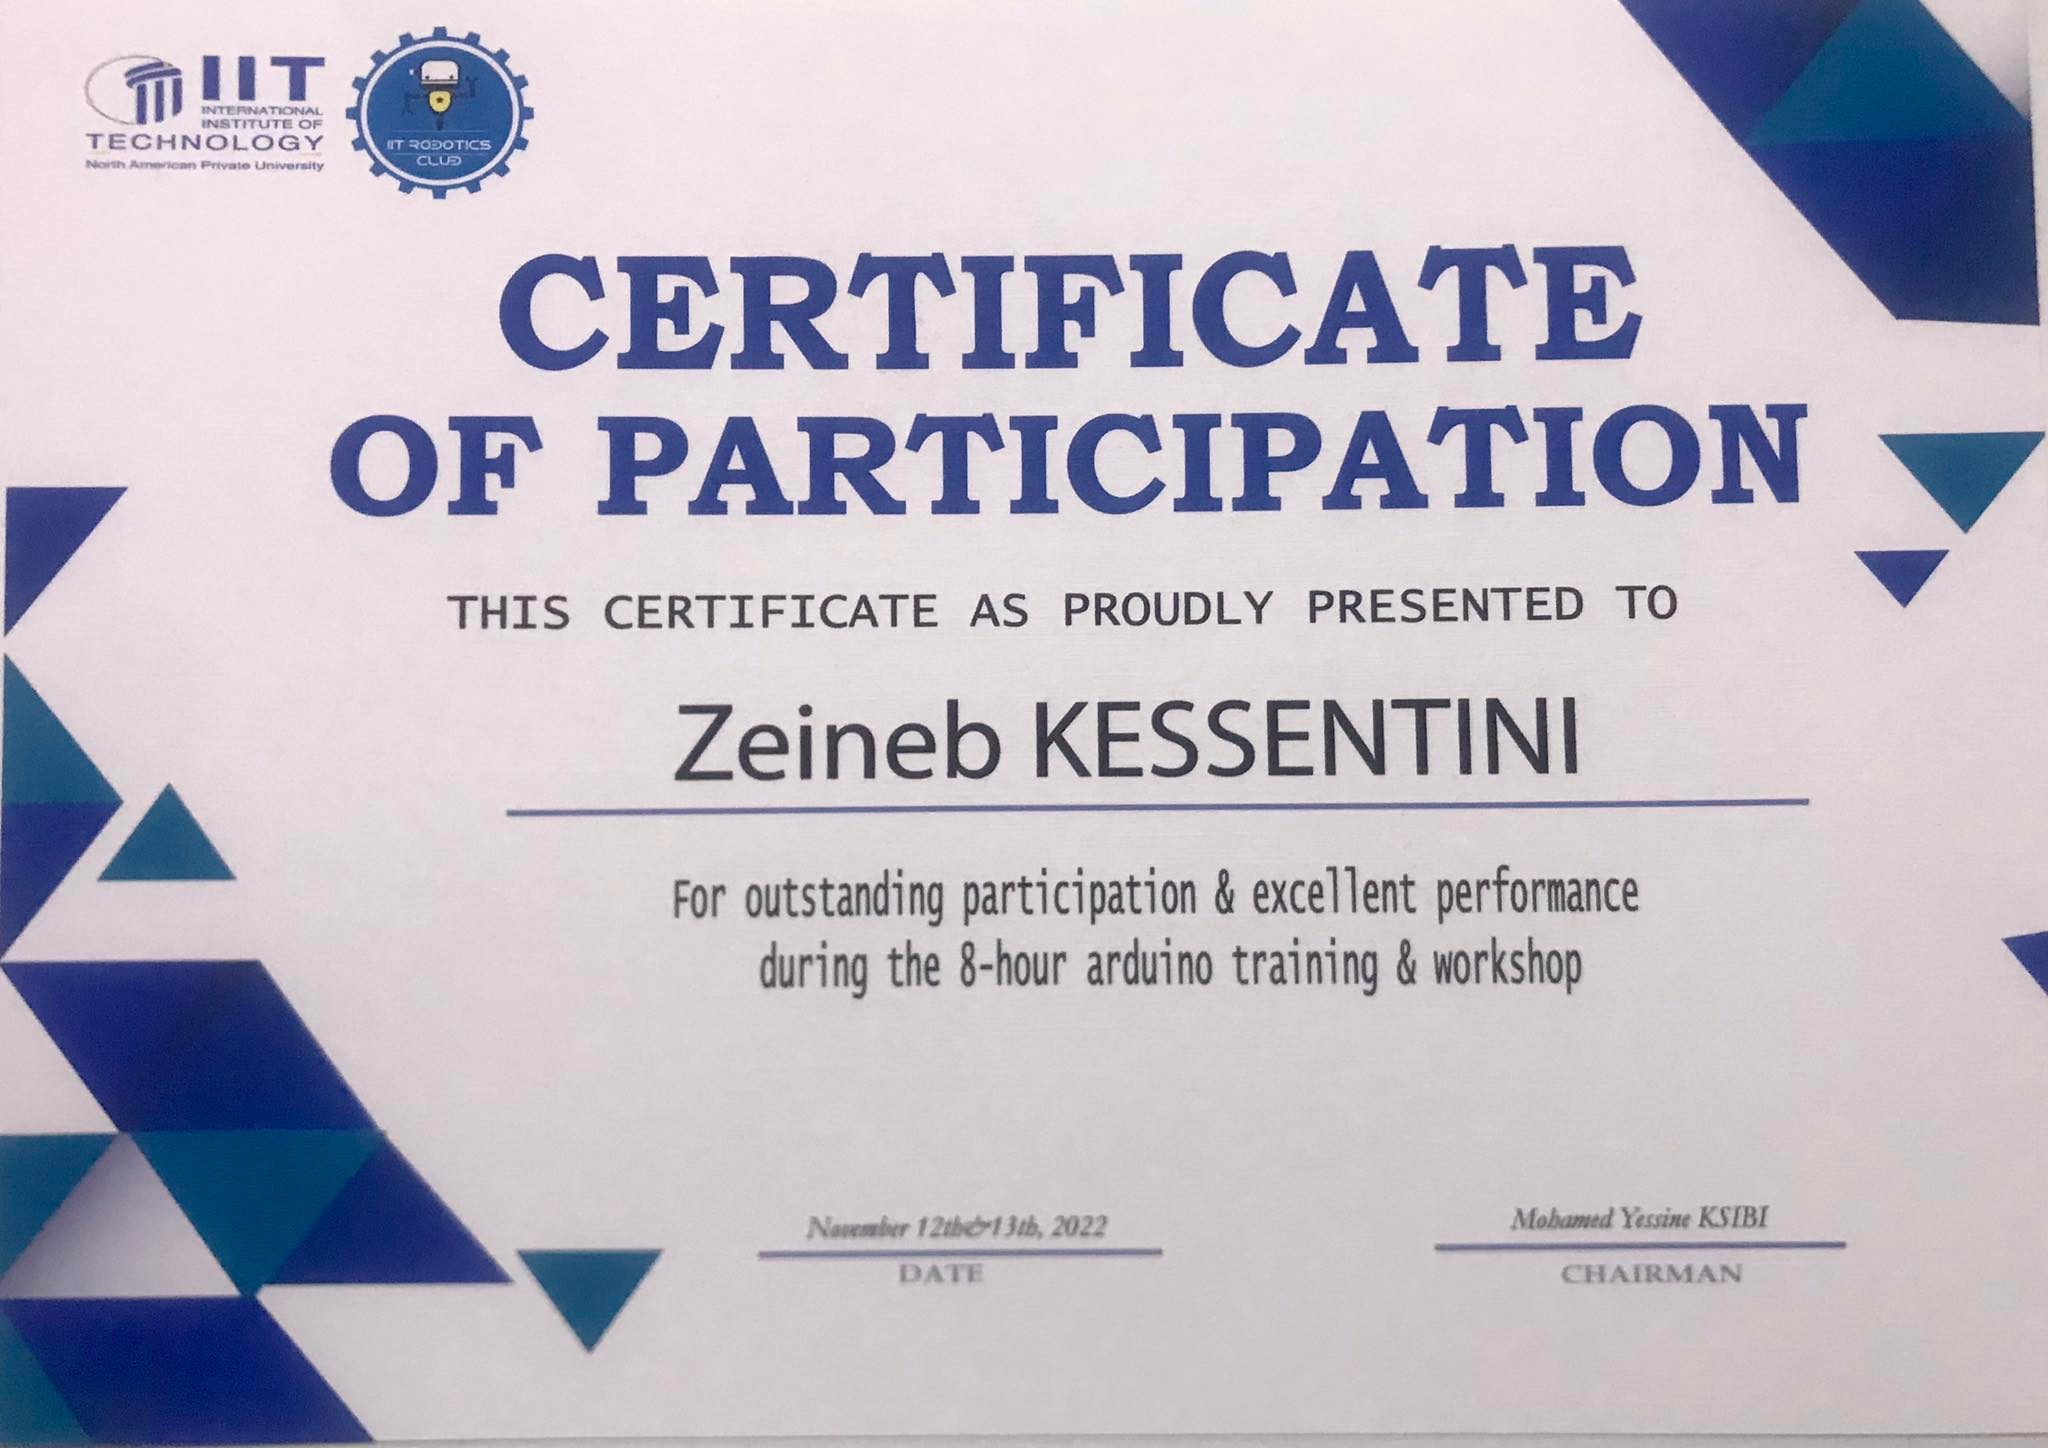 IIT
INTERNATIONAL
INSTITUTE OF
TECHNOLOGY
North American Private University
IIT ROBOTICS
CLUB
CERTIFICATE
OF PARTICIPATION
THIS CERTIFICATE AS PROUDLY PRESENTED TO
Zeineb KESSENTINI
For outstanding participation & excellent performance
during the 8-hour arduino training & workshop
November 12th&13th, 2022
DATE
Mohamed Yessine KSIBI
CHAIRMAN